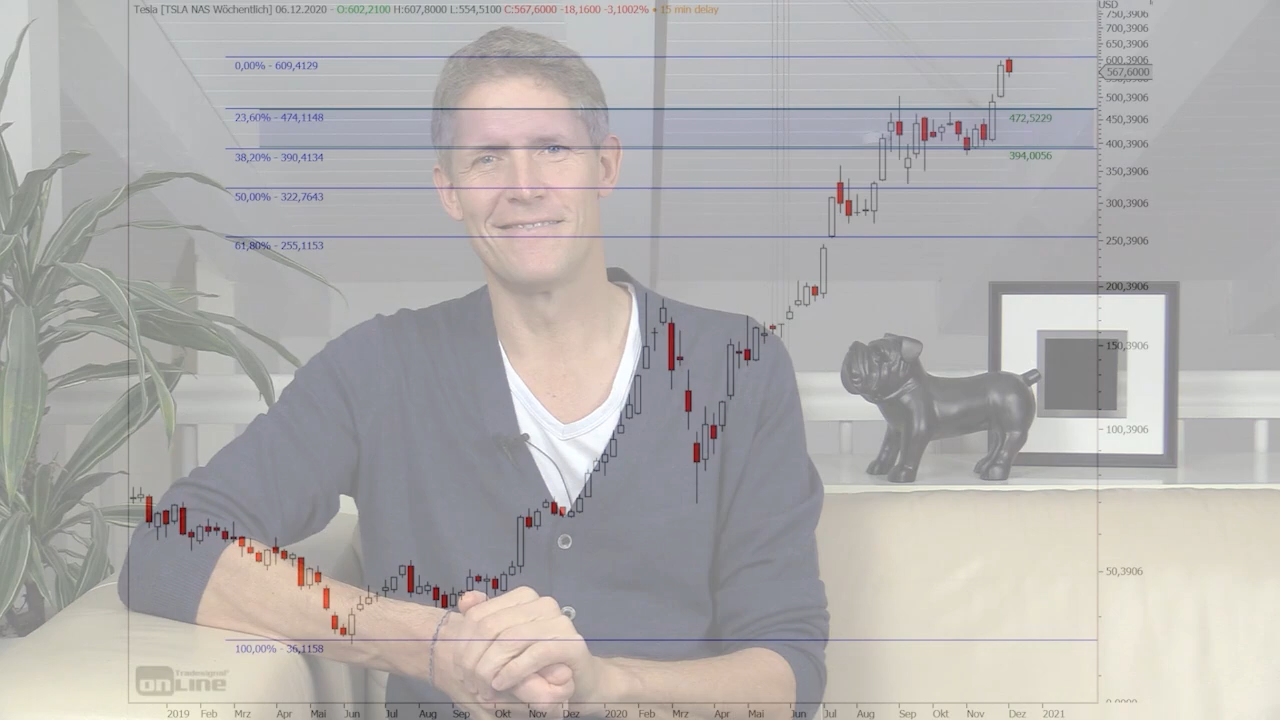 Tesla [TSLA NAS Wöchentlich] 06.12.2020 - O:602,2100 H:607,8000 L:554,5100 C:567,6000 -18,1600 -3,1002% • 15 min delay
USD
750,3906
700,3906
650,3906
600,3906
567,6000
500,3906
450,3906
400,3906
350,3906
300,3906
250,3906
200,3906
150,3906
100,3906
50,3906
0,00% - 609,4129
23,60% - 474,1148
472,5229
38,20% - 390,4134
394,0056
50,00% - 322,7643
61,80% - 255,1153
100,00% - 36,1158
Tradesignal
onLine
2019 Feb Mrz Apr Mai Jun Jul Aug Sep Okt Nov Dez 2020 Feb Mrz Apr Mai Jun Jul Aug Sep Okt Nov Dez 2021